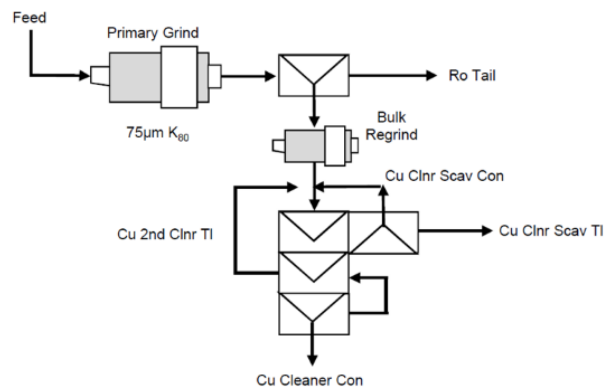 Feed
Primary Grind
75µm K80
Ro Tail
Bulk
Regrind
Cu Clnr Scav Con
Cu 2nd Clnr Tl
Cu Clnr Scav Tl
Cu Cleaner Con